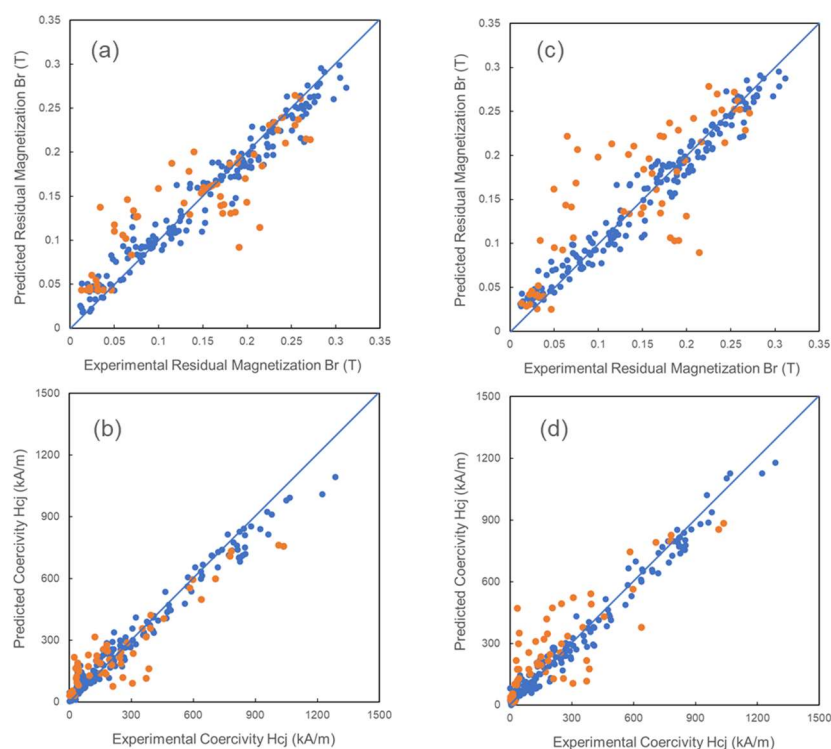 (a)
Predicted Residual Magnetization Br (T)
0.35
0.3
0.25
0.2
0.15
0.1
0.05
0
0 0.05 0.1 0.15 0.2 0.25 0.3 0.35
Experimental Residual Magnetization Br (T)
(c)
Predicted Residual Magnetization Br (T)
0.35
0.3
0.25
0.2
0.15
0.1
0.05
0
0 0.05 0.1 0.15 0.2 0.25 0.3 0.35
Experimental Residual Magnetization Br (T)
(b)
Predicted Coercivity Hcj (kA/m)
1500
1200
900
600
300
0
0 300 600 900 1200 1500
Experimental Coercivity Hcj (kA/m)
(d)
Predicted Coercivity Hcj (kA/m)
1500
1200
900
600
300
0
0 300 600 900 1200 1500
Experimental Coercivity Hcj (kA/m)